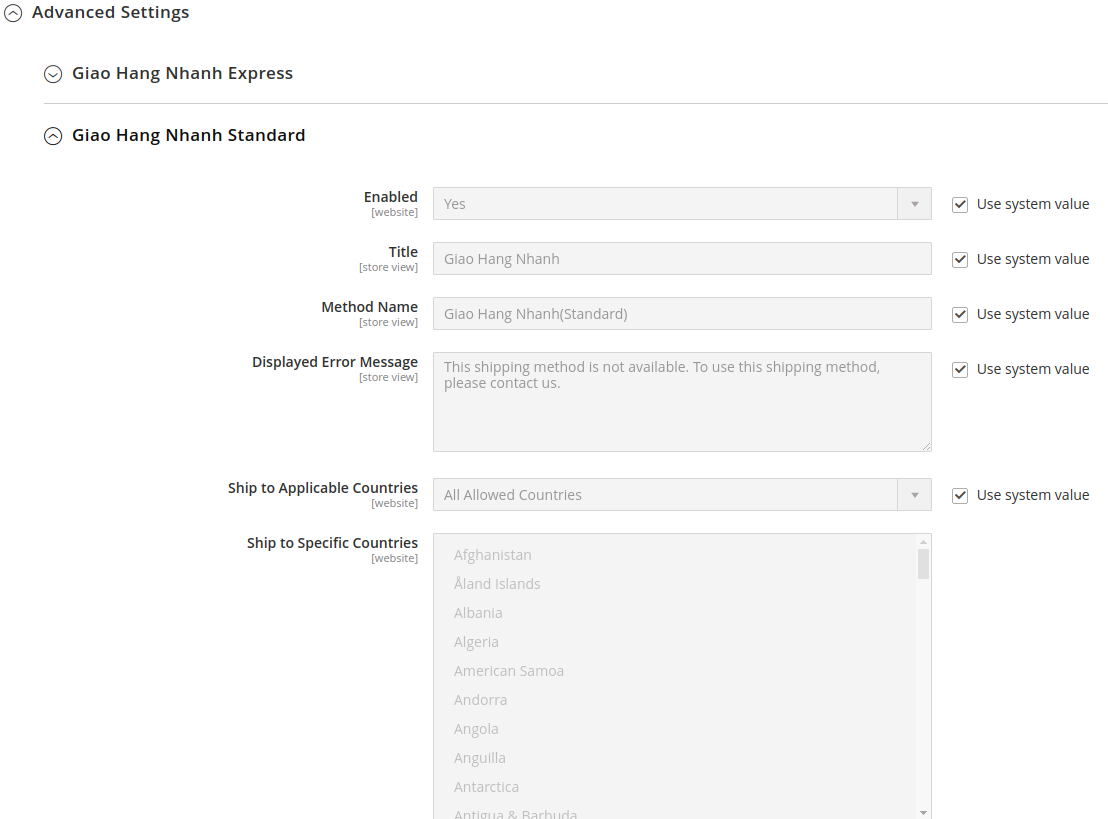 Advanced Settings
Giao Hang Nhanh Express
Giao Hang Nhanh Standard
Enabled
[website]
Yes
Use system value
Title
[store view]
Giao Hang Nhanh
Use system value
Method Name
[store view]
Giao Hang Nhanh(Standard)
Use system value
Displayed Error Message
[store view]
This shipping method is not available. To use this shipping method,
please contact us.
Use system value
Ship to Applicable Countries
[website]
All Allowed Countries
Use system value
Ship to Specific Countries
[website]
Afghanistan
Åland Islands
Albania
Algeria
American Samoa
Andorra
Angola
Anguilla
Antarctica
Antigua & Barbuda